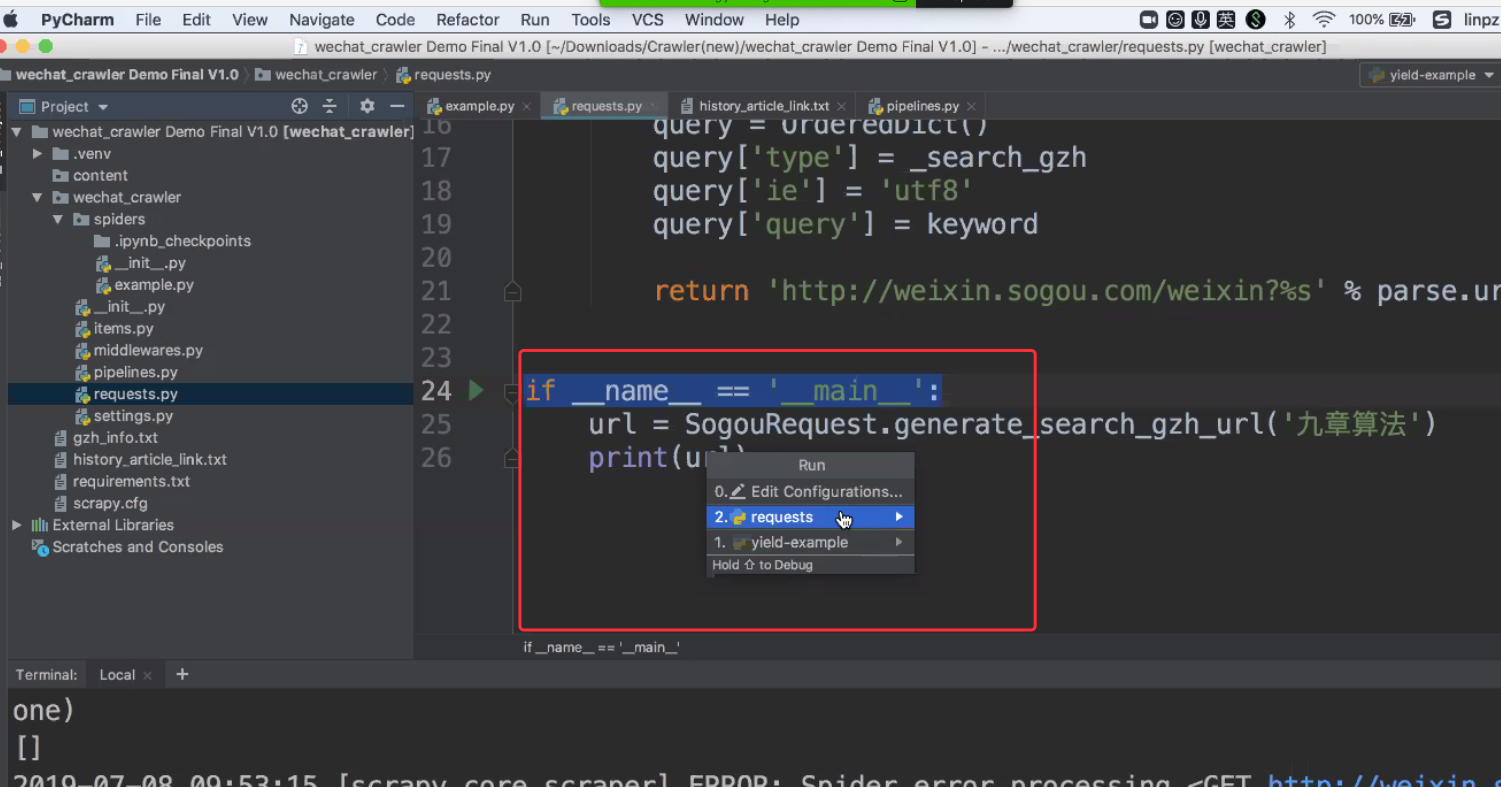 PyCharm File Edit View Navigate Code Refactor Run Tools VCS Window Help 英 100% linpz
wechat_crawler Demo Final V1.0 [~/Downloads/Crawler(new)/wechat_crawler Demo Final V1.0] - .../wechat_crawler/requests.py [wechat_crawler]
wechat_crawler Demo Final V1.0 wechat_crawler requests.py yield-example
Project
example.py requests.py history_article_link.txt pipelines.py
wechat_crawler Demo Final V1.0 [wechat_crawler]
.venv
content
wechat_crawler
spiders
.ipynb_checkpoints
__init__.py
example.py
__init__.py
items.py
middlewares.py
pipelines.py
requests.py
settings.py
gzh_info.txt
history_article_link.txt
requirements.txt
scrapy.cfg
External Libraries
Scratches and Consoles
16 query = OrderedDict()
17 query['type'] = _search_gzh
18 query['ie'] = 'utf8'
19 query['query'] = keyword
20
21 return 'http://weixin.sogou.com/weixin?%s' % parse.ur
22
23
24 if __name__ == '__main__':
25 url = SogouRequest.generate_search_gzh_url('九章算法')
26 print(url)
Run
0. Edit Configurations...
2. requests
1. yield-example
Hold ⇧ to Debug
if __name__ == '__main__'
Terminal: Local +
one)
[]
2019-07-08 09:53:15 [scrapy.core.scraper] ERROR: Spider error processing <GET http://weixin.s